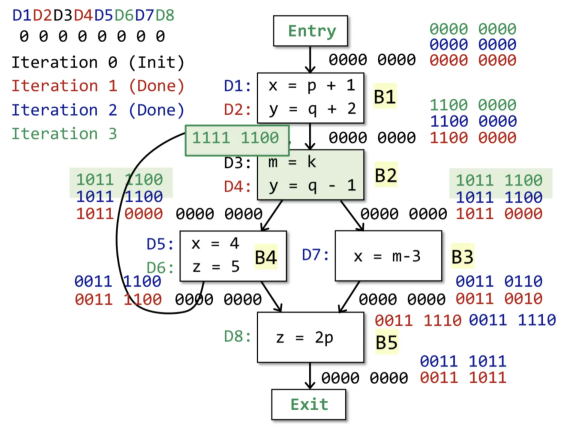 D1D2D3D4D5D6D7D8
0 0 0 0 0 0 0 0
Iteration 0 (Init)
Iteration 1 (Done)
Iteration 2 (Done)
Iteration 3
Entry
0000 0000
0000 0000
0000 0000
0000 0000
D1: x = p + 1
D2: y = q + 2
B1
1100 0000
1100 0000
0000 0000 1100 0000
1111 1100
D3: m = k
D4: y = q - 1
B2
1011 1100
1011 1100
1011 0000 0000 0000
1011 1100
1011 1100
0000 0000 1011 0000
D5: x = 4
D6: z = 5
B4
D7: x = m-3
B3
0011 1100
0011 1100 0000 0000
0011 0110
0000 0000 0011 0010
0011 1110 0011 1110
D8: z = 2p
B5
0011 1011
0000 0000 0011 1011
Exit